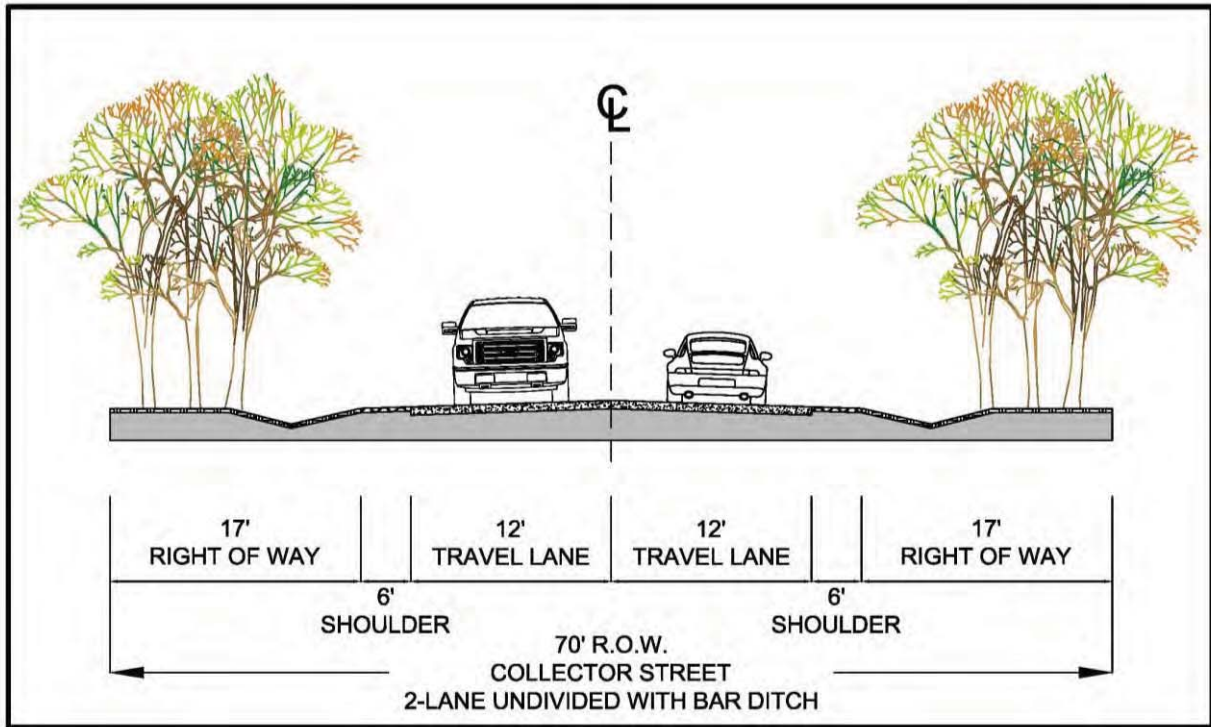 ℄
17'
RIGHT OF WAY
12'
TRAVEL LANE
12'
TRAVEL LANE
17'
RIGHT OF WAY
6'
SHOULDER
6'
SHOULDER
70' R.O.W.
COLLECTOR STREET
2-LANE UNDIVIDED WITH BAR DITCH